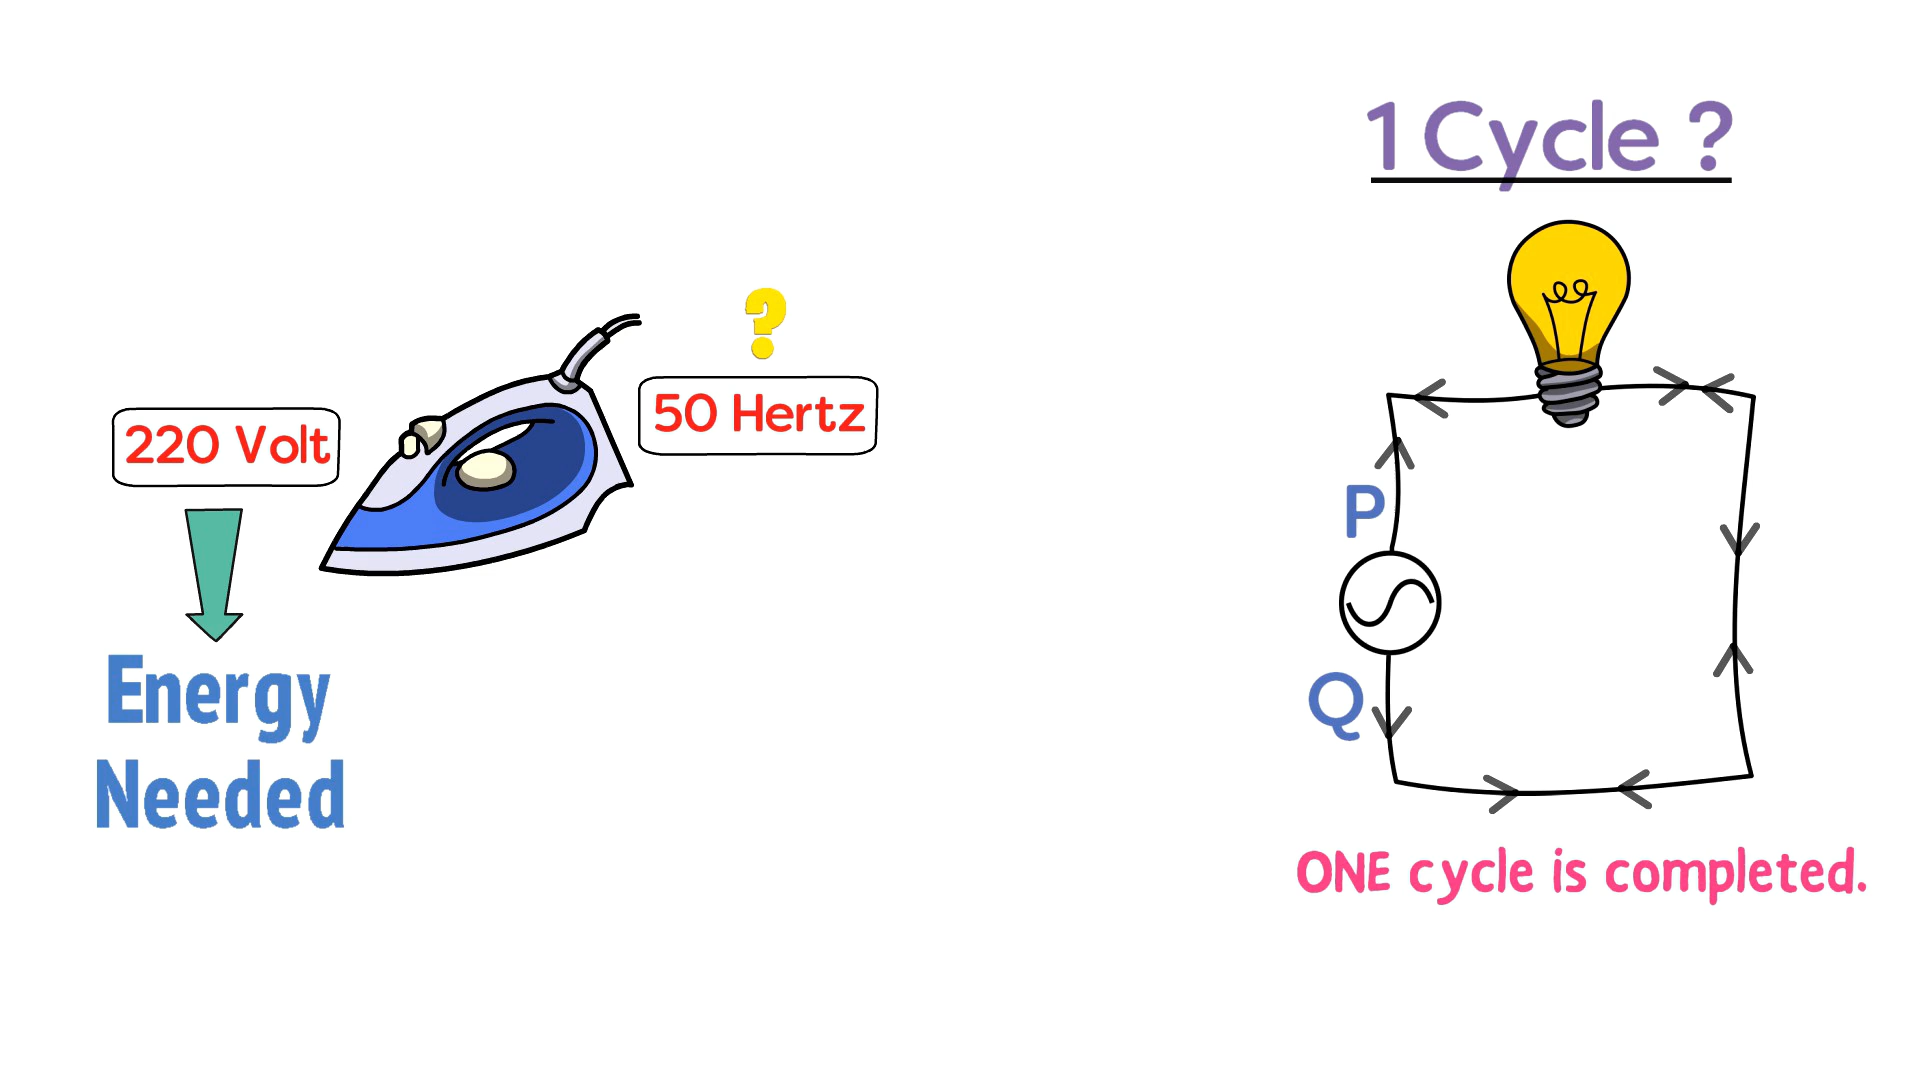 1 Cycle ?
?
50 Hertz
220 Volt
P
Energy
Needed
Q
ONE cycle is completed.